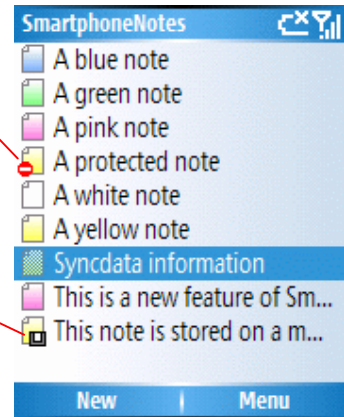 SmartphoneNotes
A blue note
A green note
A pink note
A protected note
A white note
A yellow note
Syncdata information
This is a new feature of Sm...
This note is stored on a m...
New Menu